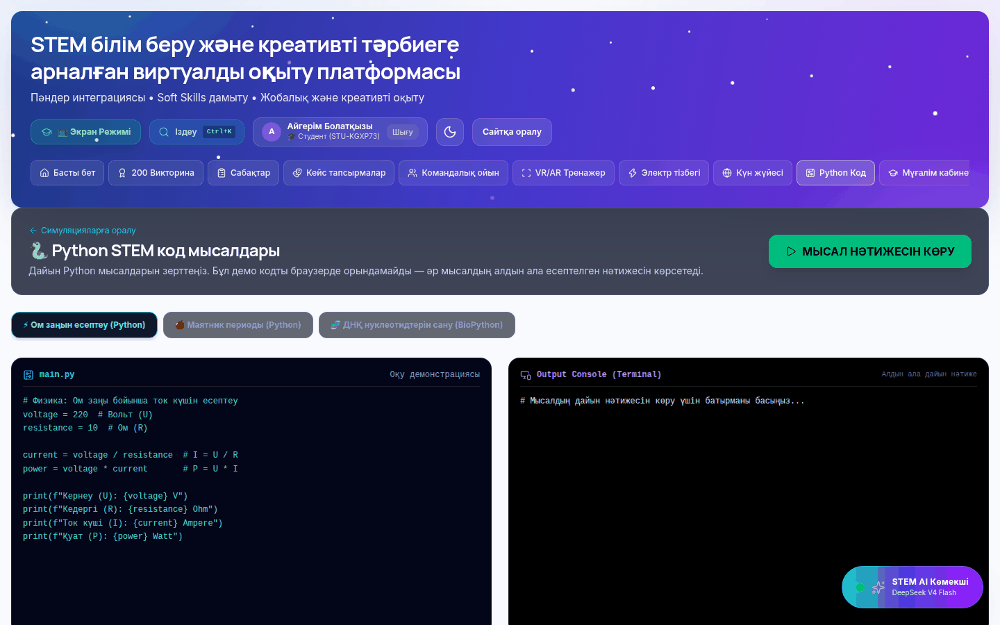 STEM білім беру және креативті тәрбиеге
арналған виртуалды оқыту платформасы
Пәндер интеграциясы • Soft Skills дамыту • Жобалық және креативті оқыту
Экран Режимі
Іздеу Ctrl+K
А
Айгерім Болатқызы
Студент (STU-KGXP73)
Шығу
Сайтқа оралу
Басты бет
200 Викторина
Сабақтар
Кейс тапсырмалар
Командалық ойын
VR/AR Тренажер
Электр тізбегі
Күн жүйесі
Python Код
Мұғалім кабинет
← Симуляцияларға оралу
Python STEM код мысалдары
Дайын Python мысалдарын зерттеңіз. Бұл демо кодты браузерде орындамайды — әр мысалдың алдын ала есептелген нәтижесін көрсетеді.
МЫСАЛ НӘТИЖЕСІН КӨРУ
⚡ Ом заңын есептеу (Python)
Маятник периоды (Python)
ДНҚ нуклеотидтерін сану (BioPython)
main.py
Оқу демонстрациясы
# Физика: Ом заңы бойынша ток күшін есептеу
voltage = 220  # Вольт (U)
resistance = 10  # Ом (R)
current = voltage / resistance  # I = U / R
power = voltage * current       # P = U * I
print(f"Кернеу (U): {voltage} V")
print(f"Кедергі (R): {resistance} Ohm")
print(f"Ток күші (I): {current} Ampere")
print(f"Қуат (P): {power} Watt")
Output Console (Terminal)
Алдын ала дайын нәтиже
# Мысалдың дайын нәтижесін көру үшін батырманы басыңыз...
STEM AI Көмекші
DeepSeek V4 Flash